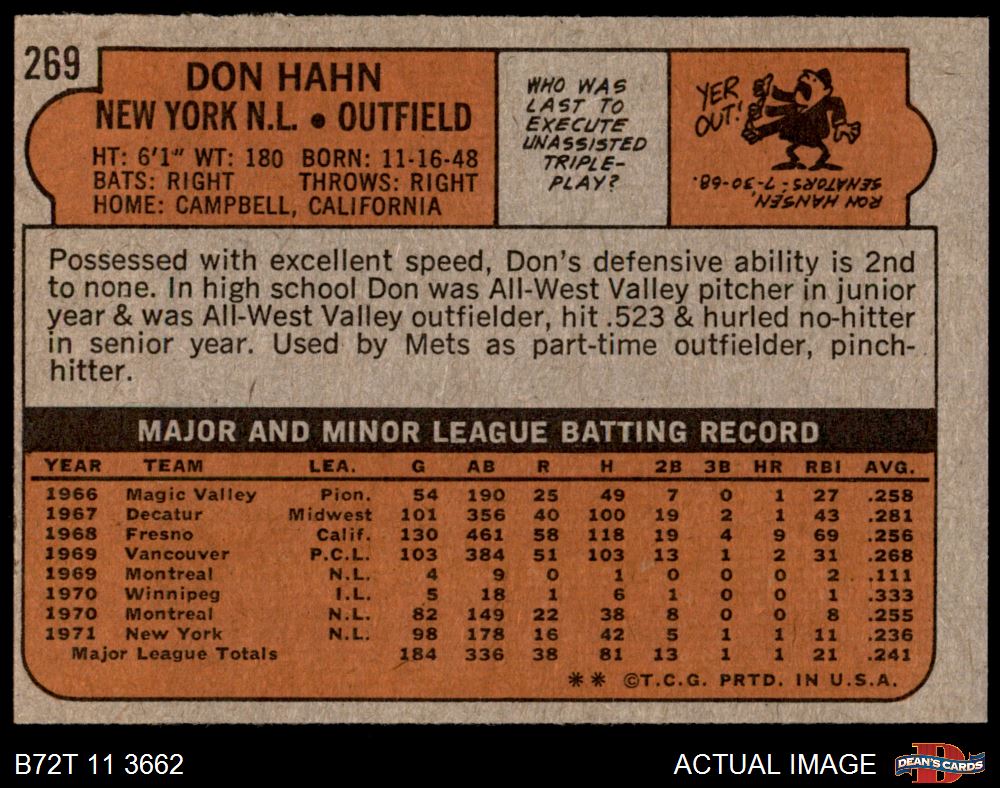 269
DON HAHN
NEW YORK N.L. • OUTFIELD
HT: 6'1" WT: 180 BORN: 11-16-48
BATS: RIGHT THROWS: RIGHT
HOME: CAMPBELL, CALIFORNIA
WHO WAS
LAST TO
EXECUTE
UNASSISTED
TRIPLE-
PLAY?
YER
OUT!
RON HANSEN,
SENATORS - 7-30-68.
Possessed with excellent speed, Don's defensive ability is 2nd
to none. In high school Don was All-West Valley pitcher in junior
year & was All-West Valley outfielder, hit .523 & hurled no-hitter
in senior year. Used by Mets as part-time outfielder, pinch-
hitter.
MAJOR AND MINOR LEAGUE BATTING RECORD
YEAR TEAM LEA. G AB R H 2B 3B HR RBI AVG.
1966 Magic Valley Pion. 54 190 25 49 7 0 1 27 .258
1967 Decatur Midwest 101 356 40 100 19 2 1 43 .281
1968 Fresno Calif. 130 461 58 118 19 4 9 69 .256
1969 Vancouver P.C.L. 103 384 51 103 13 1 2 31 .268
1969 Montreal N.L. 4 9 0 1 0 0 0 2 .111
1970 Winnipeg I.L. 5 18 1 6 1 0 0 1 .333
1970 Montreal N.L. 82 149 22 38 8 0 0 8 .255
1971 New York N.L. 98 178 16 42 5 1 1 11 .236
Major League Totals 184 336 38 81 13 1 1 21 .241
** ©T.C.G. PRTD. IN U.S.A.
B72T 11 3662
ACTUAL IMAGE
D
DEAN'S CARDS